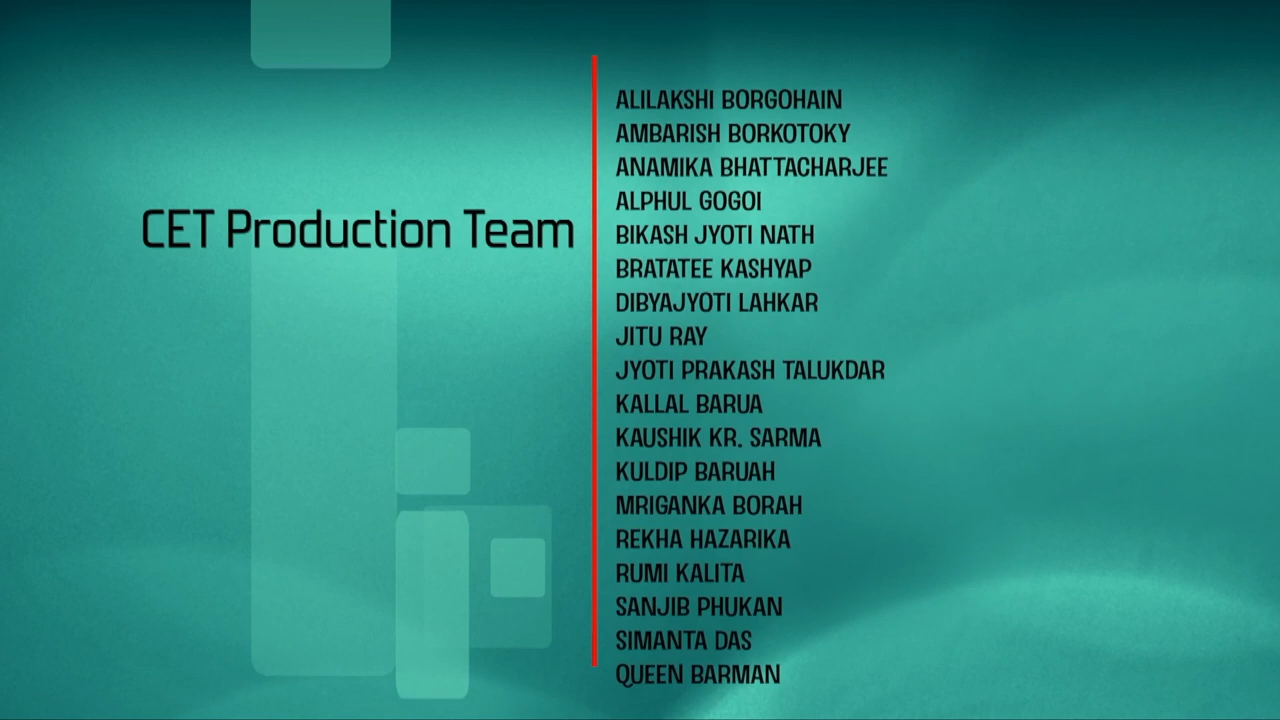 CET Production Team
ALILAKSHI BORGOHAIN
AMBARISH BORKOTOKY
ANAMIKA BHATTACHARJEE
ALPHUL GOGOI
BIKASH JYOTI NATH
BRATATEE KASHYAP
DIBYAJYOTI LAHKAR
JITU RAY
JYOTI PRAKASH TALUKDAR
KALLAL BARUA
KAUSHIK KR. SARMA
KULDIP BARUAH
MRIGANKA BORAH
REKHA HAZARIKA
RUMI KALITA
SANJIB PHUKAN
SIMANTA DAS
QUEEN BARMAN